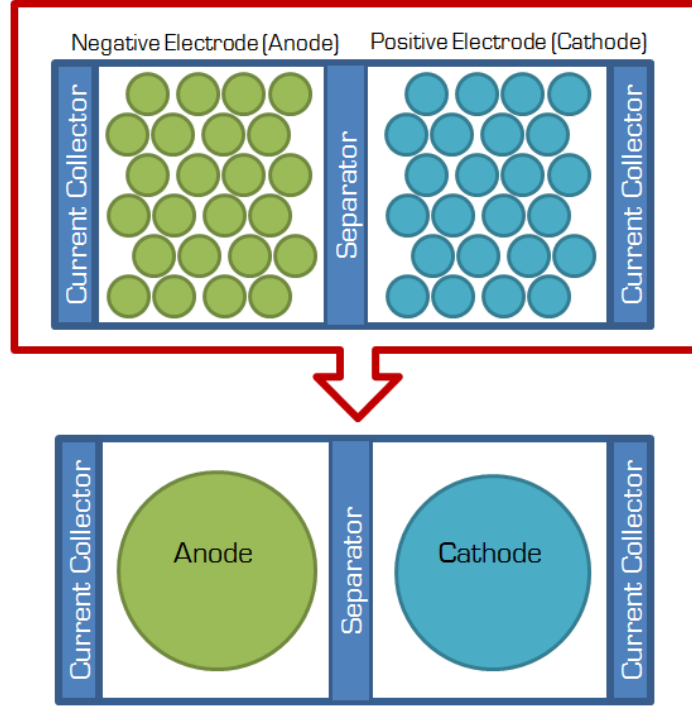 Negative Electrode (Anode)
Positive Electrode (Cathode)
Current Collector
Separator
Current Collector
Current Collector
Anode
Separator
Cathode
Current Collector